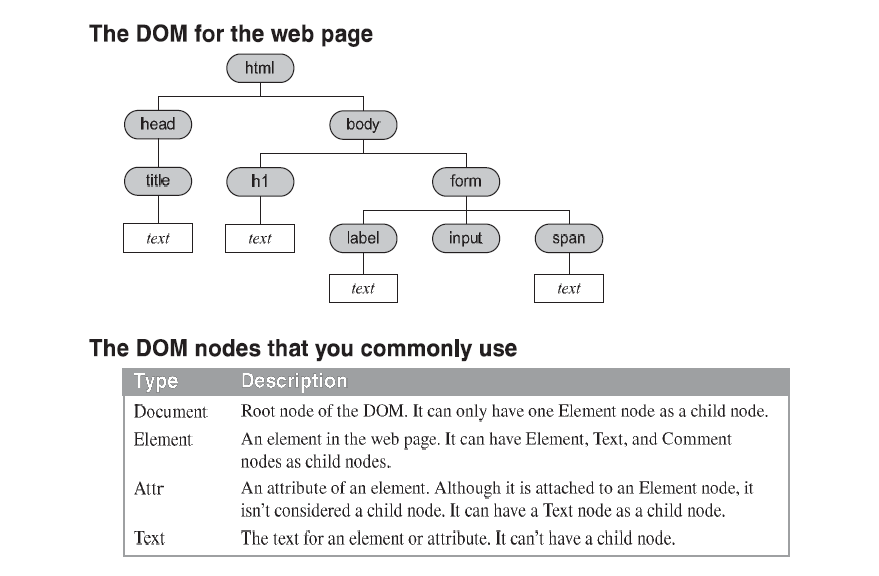 The DOM for the web page
html
head body
title h1 form
text text label input span
text text
The DOM nodes that you commonly use
Type Description
Document Root node of the DOM. It can only have one Element node as a child node.
Element An element in the web page. It can have Element, Text, and Comment
nodes as child nodes.
Attr An attribute of an element. Although it is attached to an Element node, it
isn't considered a child node. It can have a Text node as a child node.
Text The text for an element or attribute. It can't have a child node.